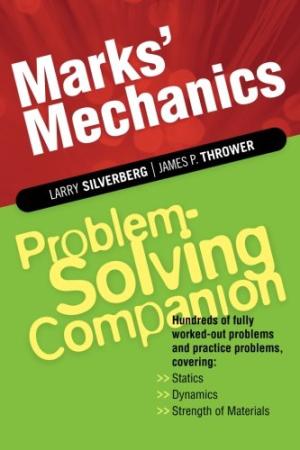 Marks'
Mechanics
LARRY SILVERBERG | JAMES P. THROWER
Problem-
Solving
Companion
Hundreds of fully
worked-out problems
and practice problems,
covering:
>> Statics
>> Dynamics
>> Strength of Materials